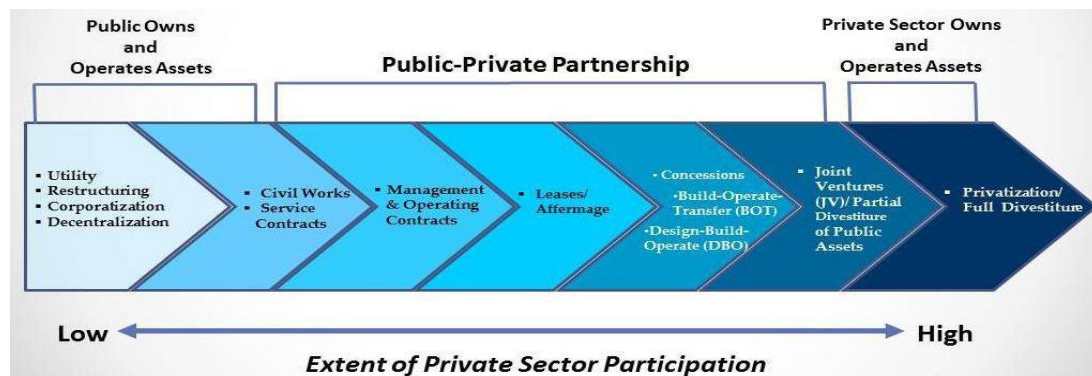 Public Owns
and
Operates Assets
Public-Private Partnership
Private Sector Owns
and
Operates Assets
▪ Utility
▪ Restructuring
▪ Corporatization
▪ Decentralization
▪ Civil Works
▪ Service
Contracts
▪ Management
& Operating
Contracts
▪ Leases/
Affermage
• Concessions
•Build-Operate-
Transfer (BOT)
•Design-Build-
Operate (DBO)
▪ Joint
Ventures
(JV)/ Partial
Divestiture
of Public
Assets
▪ Privatization/
Full Divestiture
Low
High
Extent of Private Sector Participation